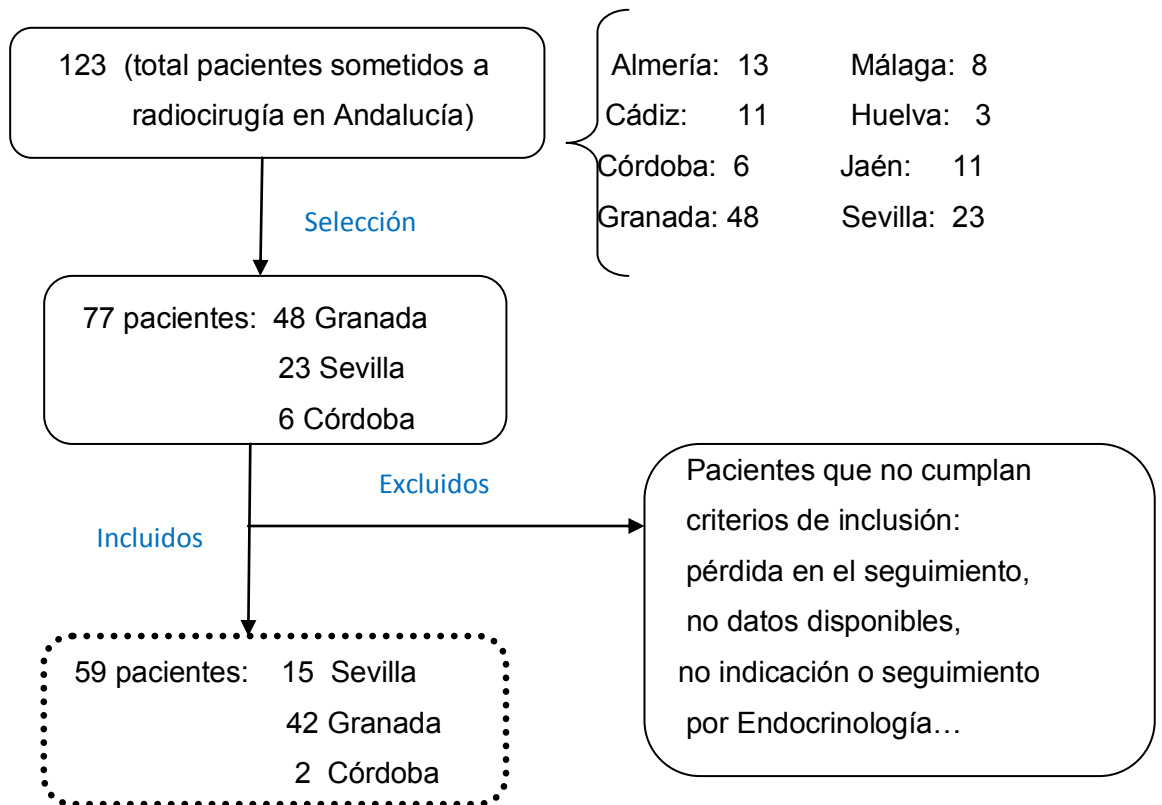 123 (total pacientes sometidos a
radiocirugía en Andalucía)
Almería: 13 Málaga: 8
Cádiz: 11 Huelva: 3
Córdoba: 6 Jaén: 11
Granada: 48 Sevilla: 23
Selección
77 pacientes: 48 Granada
23 Sevilla
6 Córdoba
Excluidos
Incluidos
Pacientes que no cumplan
criterios de inclusión:
pérdida en el seguimiento,
no datos disponibles,
no indicación o seguimiento
por Endocrinología…
59 pacientes: 15 Sevilla
42 Granada
2 Córdoba